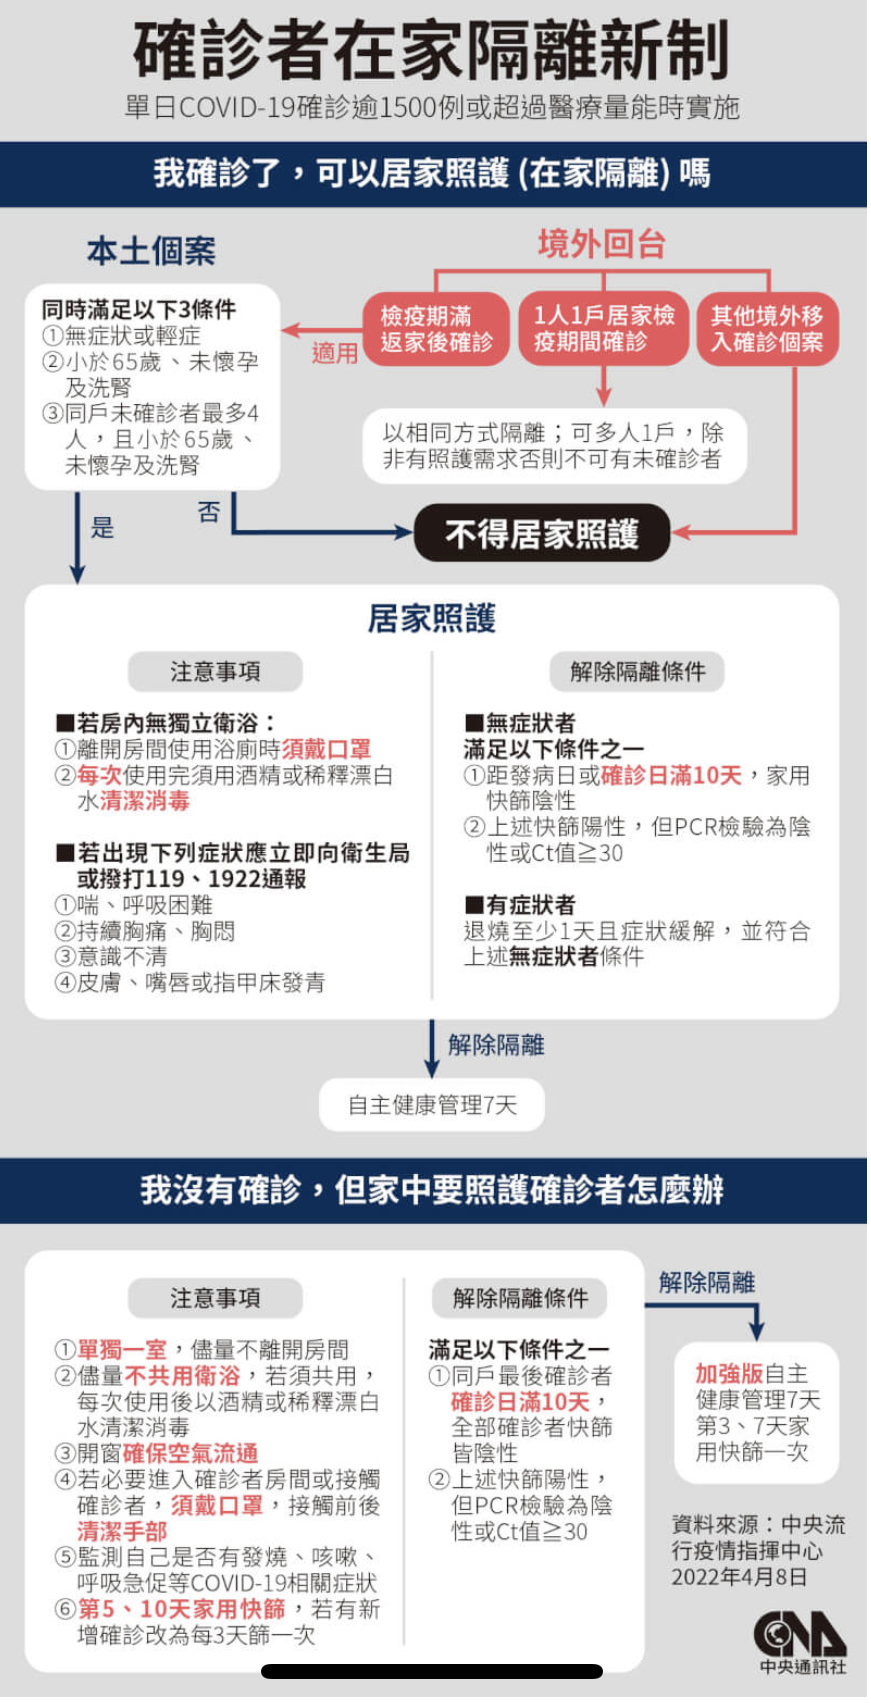 確診者在家隔離新制
單日COVID-19確診逾1500例或超過醫療量能時實施
我確診了，可以居家照護 (在家隔離) 嗎
本土個案
同時滿足以下3條件
①無症狀或輕症
②小於65歲、未懷孕
及洗腎
③同戶未確診者最多4
人，且小於65歲、
未懷孕及洗腎
境外回台
檢疫期滿
返家後確診
1人1戶居家檢
疫期間確診
其他境外移
入確診個案
適用
以相同方式隔離；可多人1戶，除
非有照護需求否則不可有未確診者
是
否
不得居家照護
居家照護
注意事項
■若房內無獨立衛浴：
①離開房間使用浴廁時須戴口罩
②每次使用完須用酒精或稀釋漂白
水清潔消毒
■若出現下列症狀應立即向衛生局
或撥打119、1922通報
①喘、呼吸困難
②持續胸痛、胸悶
③意識不清
④皮膚、嘴唇或指甲床發青
解除隔離條件
■無症狀者
滿足以下條件之一
①距發病日或確診日滿10天，家用
快篩陰性
②上述快篩陽性，但PCR檢驗為陰
性或Ct值≧30
■有症狀者
退燒至少1天且症狀緩解，並符合
上述無症狀者條件
解除隔離
自主健康管理7天
我沒有確診，但家中要照護確診者怎麼辦
注意事項
①單獨一室，儘量不離開房間
②儘量不共用衛浴，若須共用，
每次使用後以酒精或稀釋漂白
水清潔消毒
③開窗確保空氣流通
④若必要進入確診者房間或接觸
確診者，須戴口罩，接觸前後
清潔手部
⑤監測自己是否有發燒、咳嗽、
呼吸急促等COVID-19相關症狀
⑥第5、10天家用快篩，若有新
增確診改為每3天篩一次
解除隔離條件
滿足以下條件之一
①同戶最後確診者
確診日滿10天，
全部確診者快篩
皆陰性
②上述快篩陽性，
但PCR檢驗為陰
性或Ct值≧30
解除隔離
加強版自主
健康管理7天
第3、7天家
用快篩一次
資料來源：中央流
行疫情指揮中心
2022年4月8日
CNA
中央通訊社